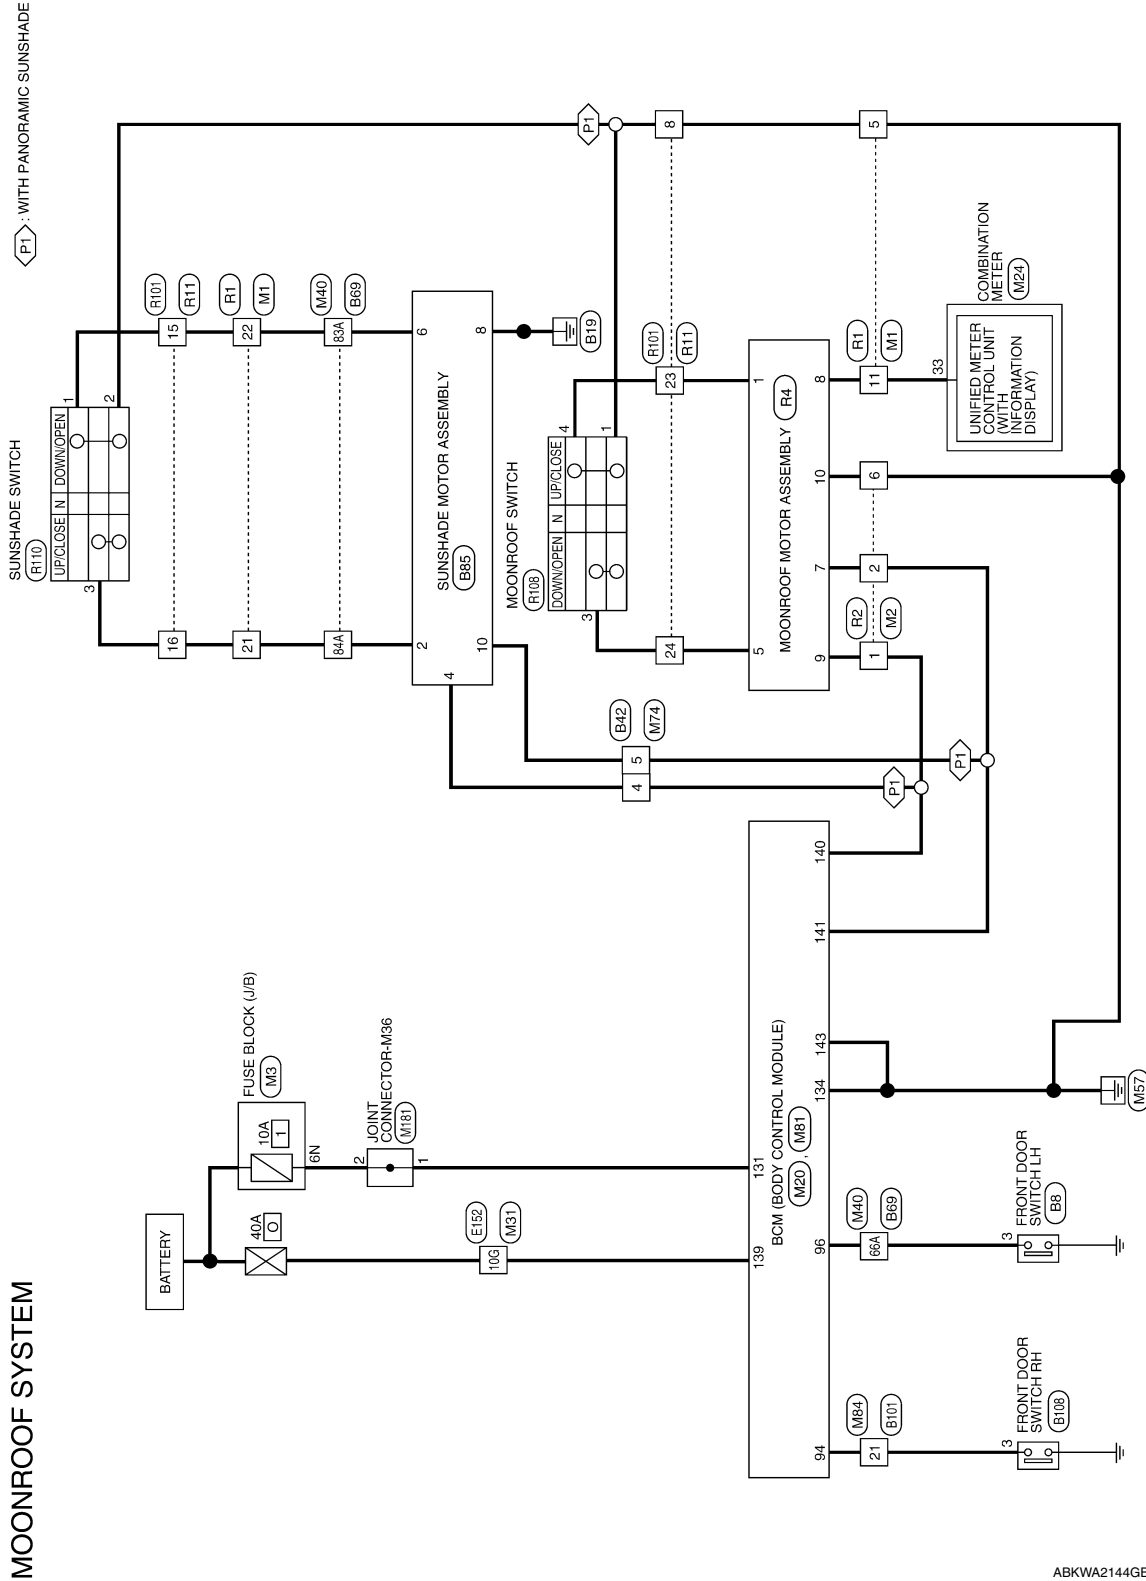 MOONROOF SYSTEM
P1 : WITH PANORAMIC SUNSHADE
BATTERY
40A
O
FUSE BLOCK (J/B)
M3
10A
1
6N
JOINT
CONNECTOR-M36
M181
2
1
E152
M31
10G
139
131
BCM (BODY CONTROL MODULE)
M20 , M81
94
96
134
143
141
140
M84
B101
21
3
FRONT DOOR
SWITCH RH
B108
M40
B69
66A
3
FRONT DOOR
SWITCH LH
B8
M57
SUNSHADE SWITCH
R110
UP/CLOSE
N
DOWN/OPEN
3
1
2
16
15
R101
R11
21
22
R1
M1
84A
83A
M40
B69
2
6
SUNSHADE MOTOR ASSEMBLY
B85
4
10
8
B19
B42
M74
4
5
P1
P1
MOONROOF SWITCH
R108
DOWN/OPEN
N
UP/CLOSE
3
4
1
P1
24
23
R101
R11
8
5
1
MOONROOF MOTOR ASSEMBLY
R4
9
7
10
8
1
R2
M2
2
6
11
R1
M1
5
33
COMBINATION
METER
M24
UNIFIED METER
CONTROL UNIT
(WITH
INFORMATION
DISPLAY)
ABKWA2144GE